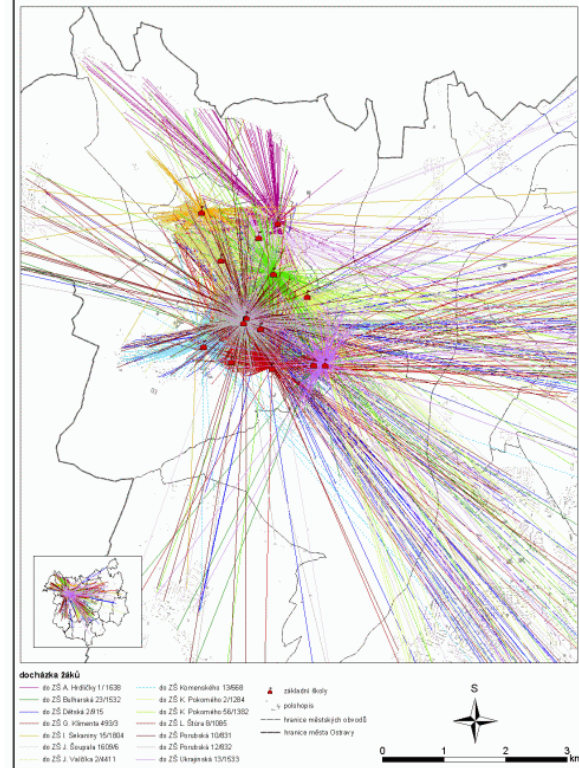 docházka žáků
do ZŠ A. Hrdličky 1/1638
do ZŠ Bulharská 23/1532
do ZŠ Dětská 2/915
do ZŠ G. Klimenta 493/3
do ZŠ I. Sekaniny 15/1804
do ZŠ J. Šoupala 1609/6
do ZŠ J. Valčíka 2/4411
do ZŠ Komenského 13/668
do ZŠ K. Pokorného 2/1284
do ZŠ K. Pokorného 56/1382
do ZŠ L. Štúra 8/1085
do ZŠ Porubská 10/831
do ZŠ Porubská 12/832
do ZŠ Ukrajinská 13/1533
základní školy
polohopis
hranice městských obvodů
hranice města Ostravy
S
0 1 2 3
km